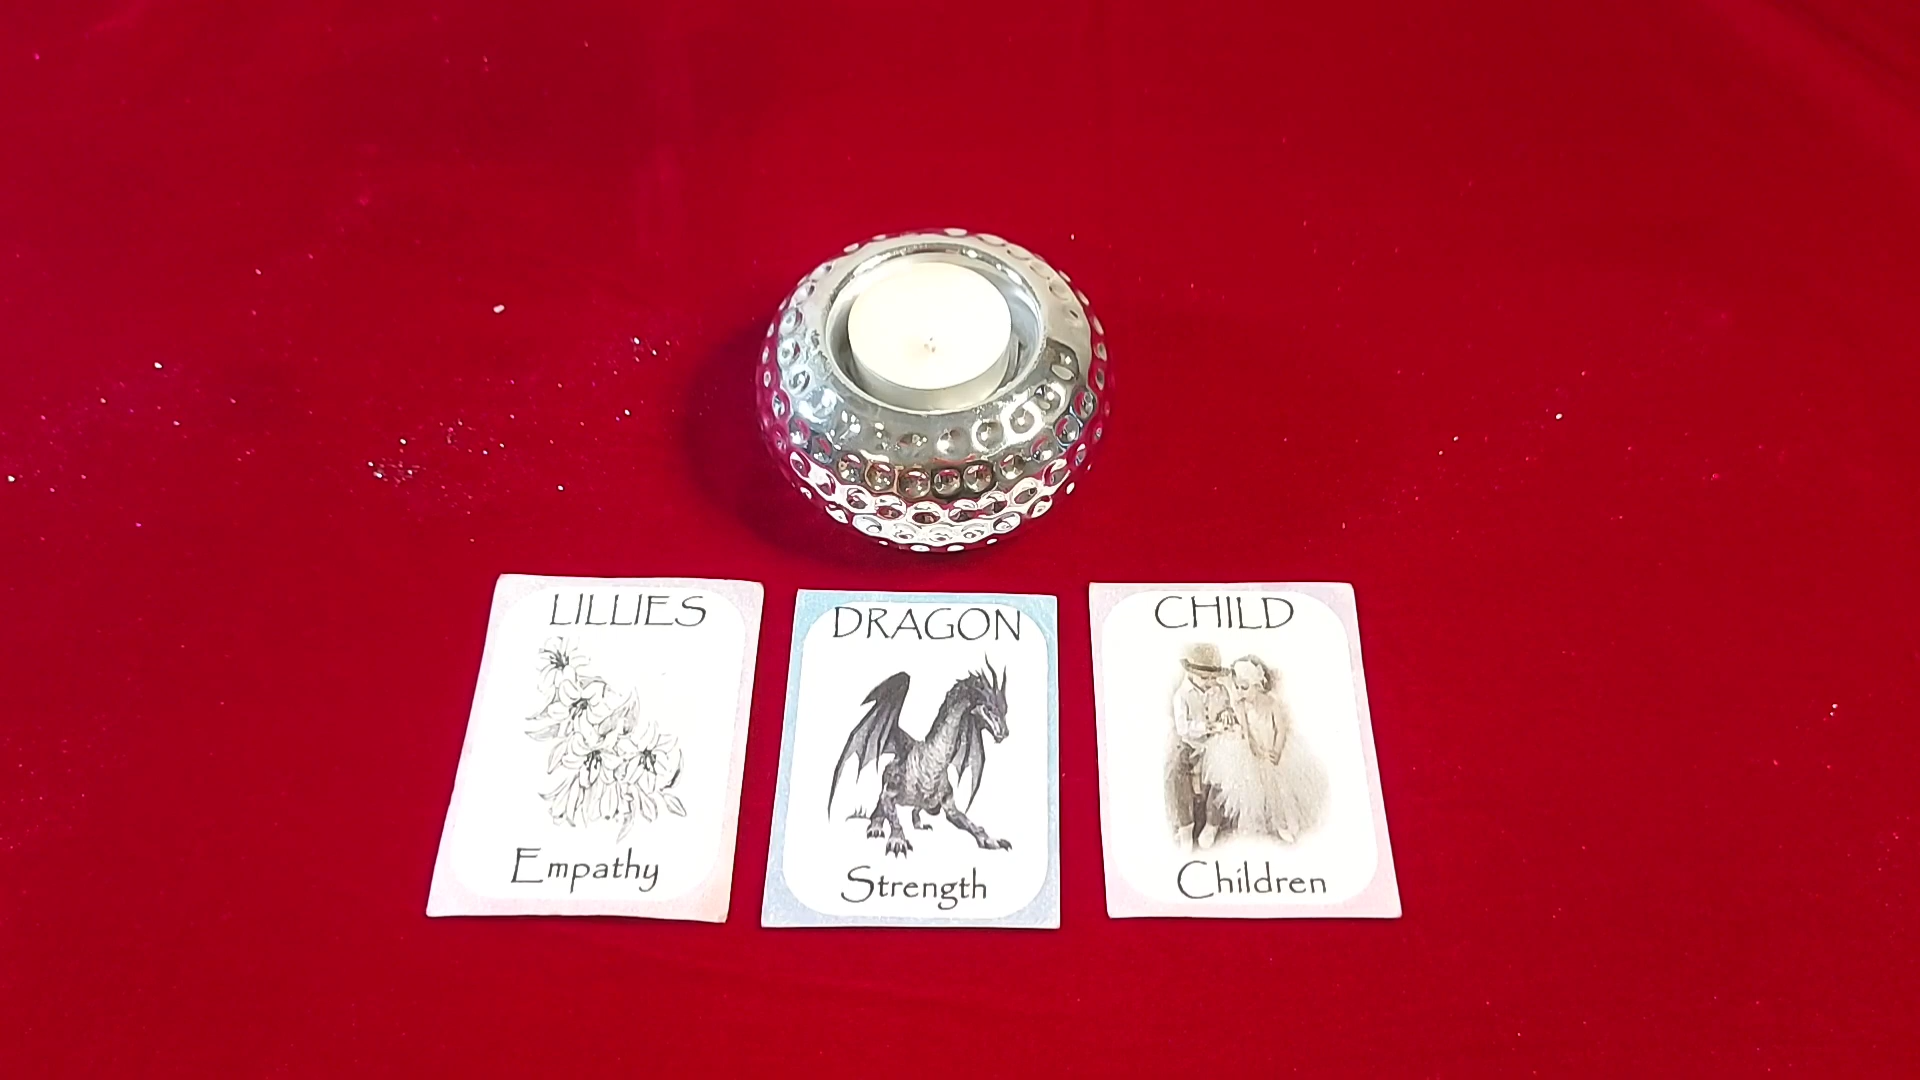 LILLIES
Empathy
DRAGON
Strength
CHILD
Children